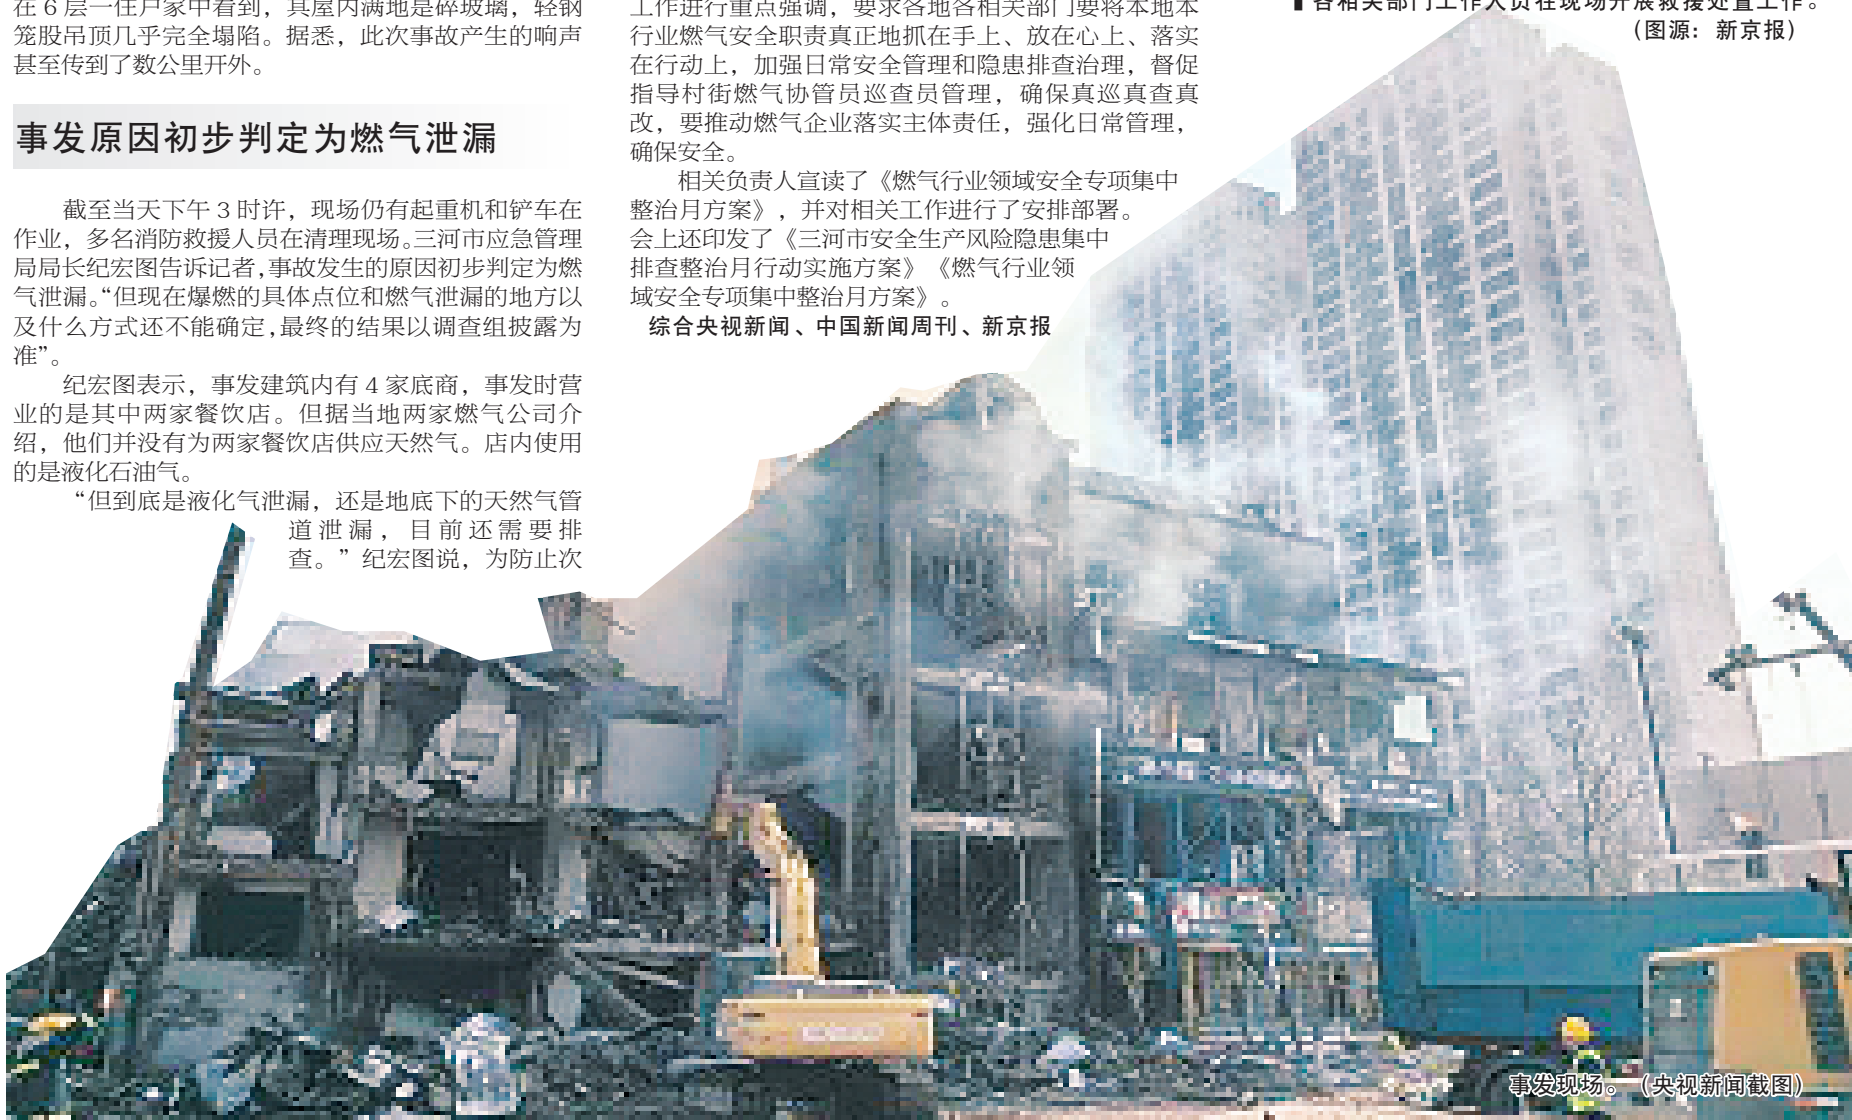 在 6 层一住户家中看到，其屋内满地是碎玻璃，轻钢
笼股吊顶几乎完全塌陷。据悉，此次事故产生的响声
甚至传到了数公里开外。
事发原因初步判定为燃气泄漏
截至当天下午 3 时许，现场仍有起重机和铲车在
作业，多名消防救援人员在清理现场。三河市应急管理
局局长纪宏图告诉记者，事故发生的原因初步判定为燃
气泄漏。“但现在爆燃的具体点位和燃气泄漏的地方以
及什么方式还不能确定，最终的结果以调查组披露为
准”。
纪宏图表示，事发建筑内有 4 家底商，事发时营
业的是其中两家餐饮店。但据当地两家燃气公司介
绍，他们并没有为两家餐饮店供应天然气。店内使用
的是液化石油气。
“但到底是液化气泄漏，还是地底下的天然气管
道泄漏，目前还需要排
查。”纪宏图说，为防止次
工作进行重点强调，要求各地各相关部门要将本地本
行业燃气安全职责真正地抓在手上、放在心上、落实
在行动上，加强日常安全管理和隐患排查治理，督促
指导村街燃气协管员巡查员管理，确保真巡真查真
改，要推动燃气企业落实主体责任，强化日常管理，
确保安全。
相关负责人宣读了《燃气行业领域安全专项集中
整治月方案》，并对相关工作进行了安排部署。
会上还印发了《三河市安全生产风险隐患集中
排查整治月行动实施方案》《燃气行业领
域安全专项集中整治月方案》。
综合央视新闻、中国新闻周刊、新京报
各相关部门工作人员在现场开展救援处置工作。
（图源：新京报）
事发现场。（央视新闻截图）